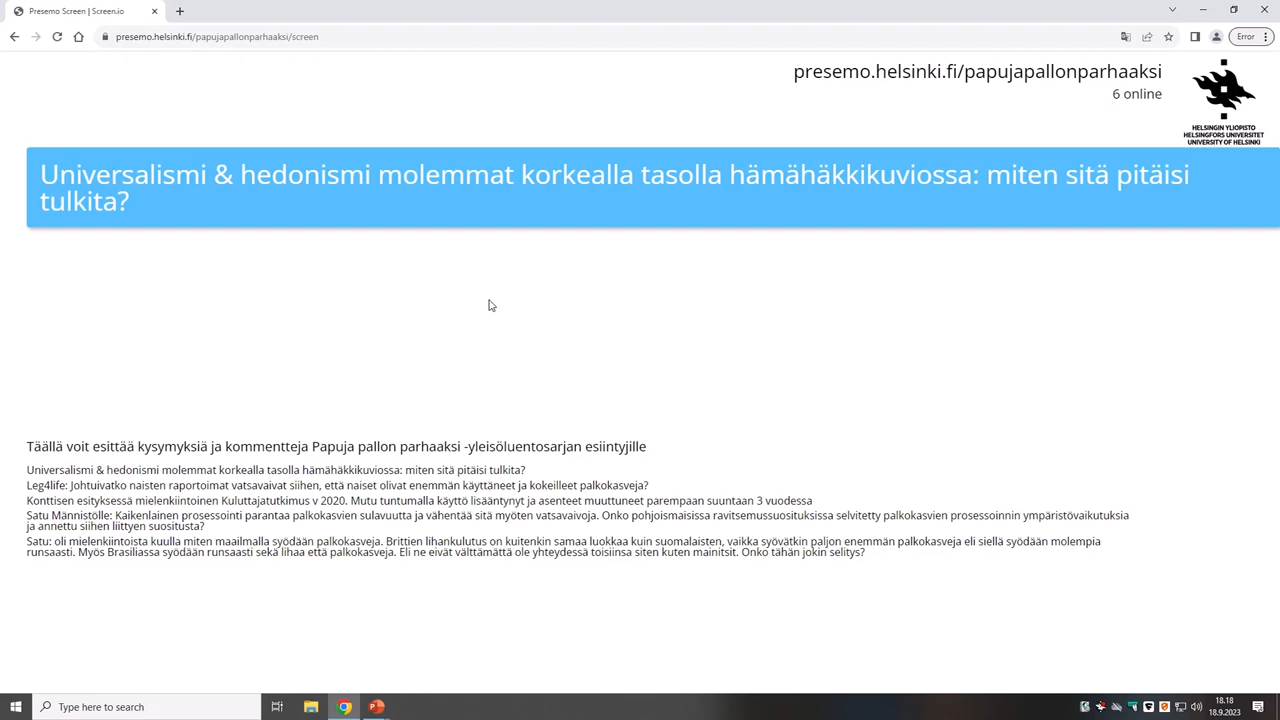 Presemo Screen | Screen.io
presemo.helsinki.fi/papujapallonparhaaksi/screen
Error
presemo.helsinki.fi/papujapallonparhaaksi
6 online
HELSINGIN YLIOPISTO
HELSINGFORS UNIVERSITET
UNIVERSITY OF HELSINKI
Universalismi & hedonismi molemmat korkealla tasolla hämähäkkikuviossa: miten sitä pitäisi
tulkita?
Täällä voit esittää kysymyksiä ja kommentteja Papuja pallon parhaaksi -yleisöluentosarjan esiintyjille
Universalismi & hedonismi molemmat korkealla tasolla hämähäkkikuviossa: miten sitä pitäisi tulkita?
Leg4life: Johtuivatko naisten raportoimat vatsavaivat siihen, että naiset olivat enemmän käyttäneet ja kokeilleet palkokasveja?
Konttisen esityksessä mielenkiintoinen Kuluttajatutkimus v 2020. Mutu tuntumalla käyttö lisääntynyt ja asenteet muuttuneet parempaan suuntaan 3 vuodessa
Satu Männistölle: Kaikenlainen prosessointi parantaa palkokasvien sulavuutta ja vähentää sitä myöten vatsavaivoja. Onko pohjoismaisissa ravitsemussuosituksissa selvitetty palkokasvien prosessoinnin ympäristövaikutuksia
ja annettu siihen liittyen suositusta?
Satu: oli mielenkiintoista kuulla miten maailmalla syödään palkokasveja. Brittien lihankulutus on kuitenkin samaa luokkaa kuin suomalaisten, vaikka syövätkin paljon enemmän palkokasveja eli siellä syödään molempia
runsaasti. Myös Brasiliassa syödään runsaasti sekä lihaa että palkokasveja. Eli ne eivät välttämättä ole yhteydessä toisiinsa siten kuten mainitsit. Onko tähän jokin selitys?
Type here to search
18.18
18.9.2023